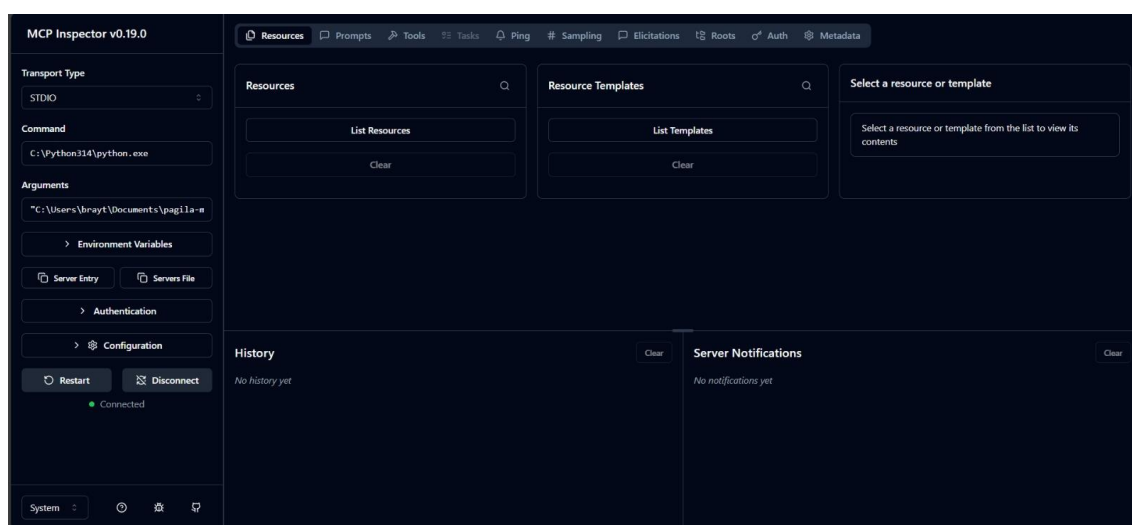 MCP Inspector v0.19.0
Resources Prompts Tools Tasks Ping Sampling Elicitations Roots Auth Metadata
Transport Type
STDIO
Command
C:\Python314\python.exe
Arguments
"C:\Users\brayt\Documents\pagila-m
Environment Variables
Server Entry Servers File
Authentication
Configuration
Restart Disconnect
Connected
System
Resources
List Resources
Clear
Resource Templates
List Templates
Clear
Select a resource or template
Select a resource or template from the list to view its
contents
History Clear
No history yet
Server Notifications Clear
No notifications yet